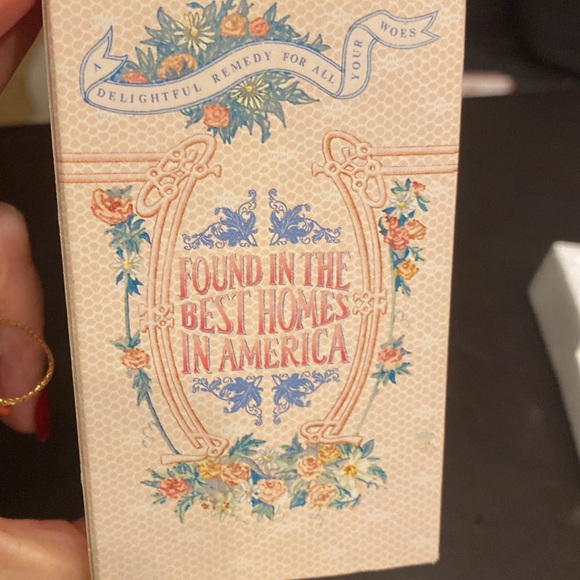 A DELIGHTFUL REMEDY FOR ALL YOUR WOES
FOUND IN THE
BEST HOMES
IN AMERICA